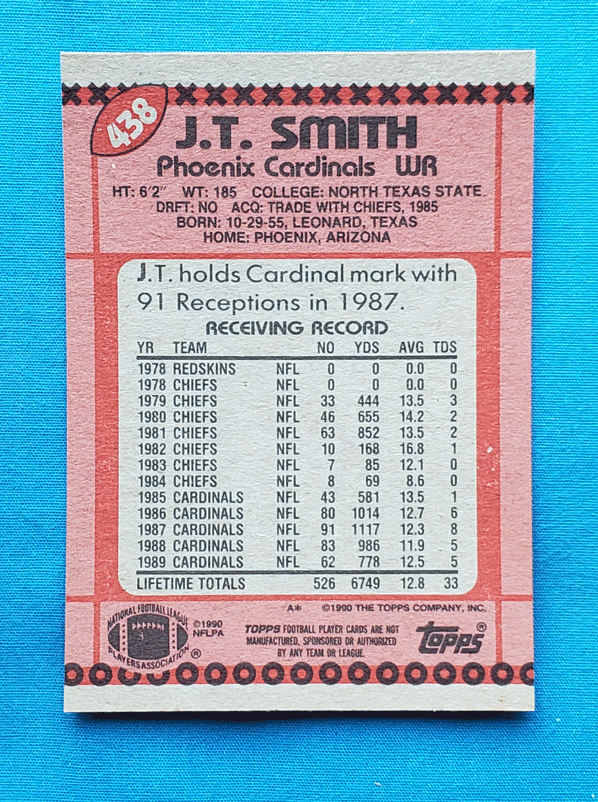 438
J.T. SMITH
Phoenix Cardinals WR
HT: 6'2" WT: 185 COLLEGE: NORTH TEXAS STATE
DRFT: NO ACQ: TRADE WITH CHIEFS, 1985
BORN: 10-29-55, LEONARD, TEXAS
HOME: PHOENIX, ARIZONA
J.T. holds Cardinal mark with
91 Receptions in 1987.
RECEIVING RECORD
YR TEAM NO YDS AVG TDS
1978 REDSKINS NFL 0 0 0.0 0
1978 CHIEFS NFL 0 0 0.0 0
1979 CHIEFS NFL 33 444 13.5 3
1980 CHIEFS NFL 46 655 14.2 2
1981 CHIEFS NFL 63 852 13.5 2
1982 CHIEFS NFL 10 168 16.8 1
1983 CHIEFS NFL 7 85 12.1 0
1984 CHIEFS NFL 8 69 8.6 0
1985 CARDINALS NFL 43 581 13.5 1
1986 CARDINALS NFL 80 1014 12.7 6
1987 CARDINALS NFL 91 1117 12.3 8
1988 CARDINALS NFL 83 986 11.9 5
1989 CARDINALS NFL 62 778 12.5 5
LIFETIME TOTALS 526 6749 12.8 33
A* ©1990 THE TOPPS COMPANY, INC.
NATIONAL FOOTBALL LEAGUE
PLAYERS ASSOCIATION ®
©1990
NFLPA
TOPPS FOOTBALL PLAYER CARDS ARE NOT
MANUFACTURED, SPONSORED OR AUTHORIZED
BY ANY TEAM OR LEAGUE.
Topps ®